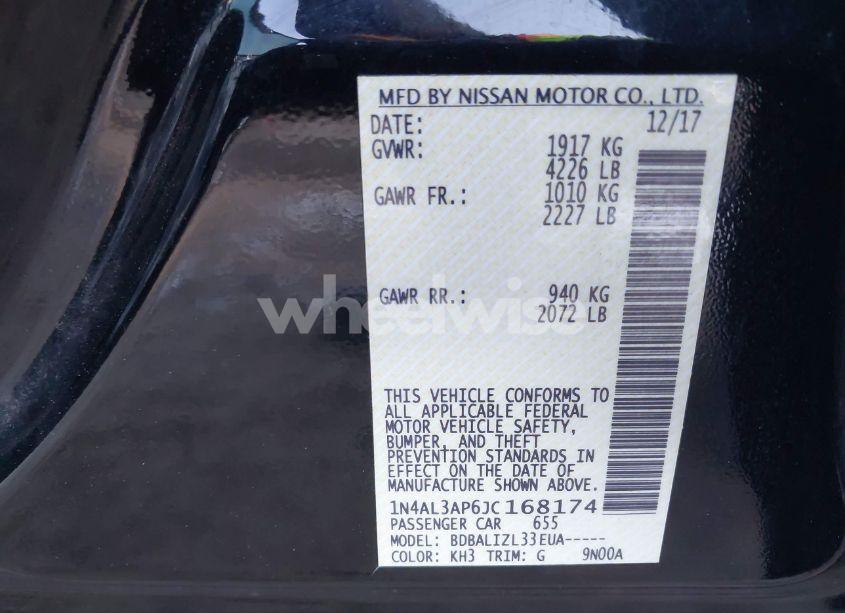 MFD BY NISSAN MOTOR CO., LTD.
DATE: 12/17
GVWR: 1917 KG
4226 LB
GAWR FR.: 1010 KG
2227 LB
GAWR RR.: 940 KG
2072 LB
wheelwise
THIS VEHICLE CONFORMS TO
ALL APPLICABLE FEDERAL
MOTOR VEHICLE SAFETY,
BUMPER, AND THEFT
PREVENTION STANDARDS IN
EFFECT ON THE DATE OF
MANUFACTURE SHOWN ABOVE.
1N4AL3AP6JC168174
PASSENGER CAR 655
MODEL: BDBALIZL33EUA-----
COLOR: KH3 TRIM: G 9N00A